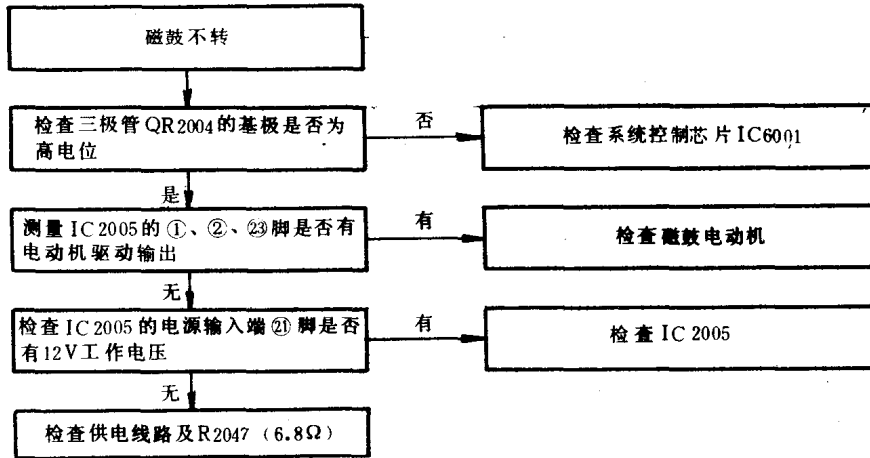 磁鼓不转
检查三极管QR2004的基极是否为
高电位
否
检查系统控制芯片IC6001
是
测量IC2005的①、②、㉓脚是否有
电动机驱动输出
有
检查磁鼓电动机
无
检查IC2005的电源输入端㉑脚是否
有12V工作电压
有
检查IC2005
无
检查供电线路及R2047(6.8Ω)